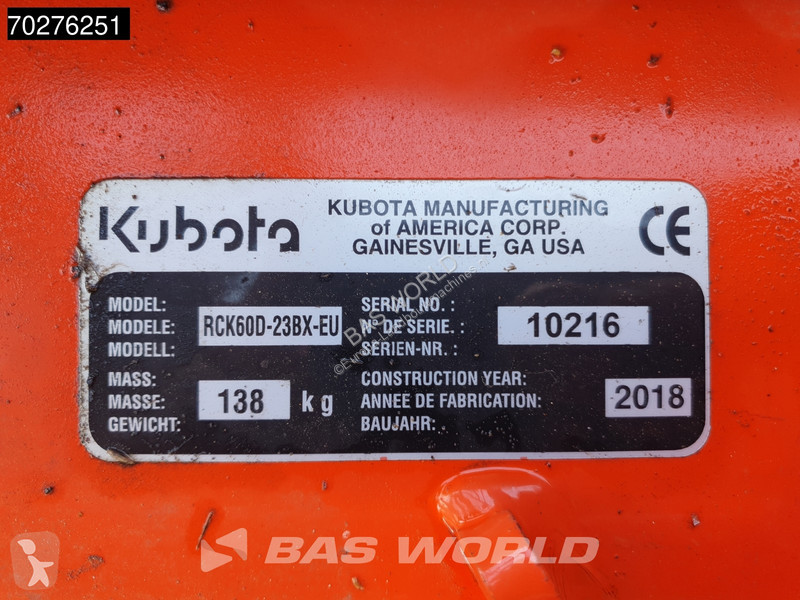 70276251
Kubota
KUBOTA MANUFACTURING
of AMERICA CORP.
GAINESVILLE, GA USA
CE
MODEL:
MODELE:
MODELL:
RCK60D-23BX-EU
SERIAL NO. :
N° DE SERIE. :
SERIEN-NR. :
10216
MASS:
MASSE:
GEWICHT:
138 kg
CONSTRUCTION YEAR:
ANNEE DE FABRICATION:
BAUJAHR:
2018
BAS WORLD
BAS WORLD